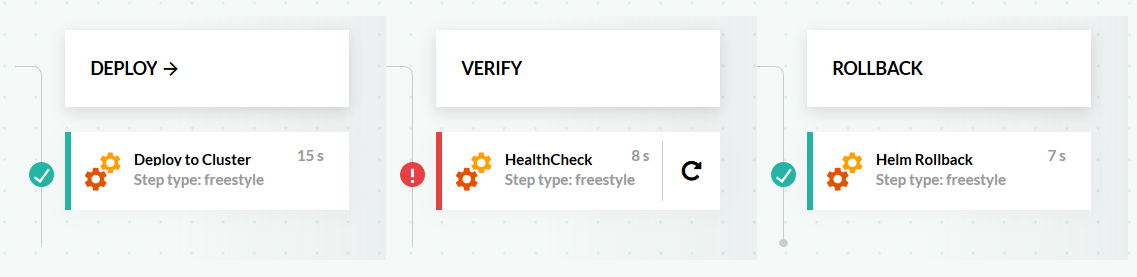 DEPLOY →
VERIFY
ROLLBACK
Deploy to Cluster 15 s
Step type: freestyle
HealthCheck 8 s
Step type: freestyle
Helm Rollback 7 s
Step type: freestyle